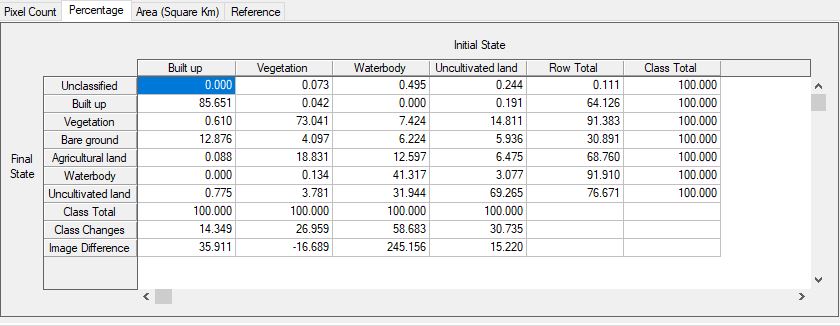 Pixel Count Percentage Area (Square Km) Reference
Initial State
Built up Vegetation Waterbody Uncultivated land Row Total Class Total
Unclassified 0.000 0.073 0.495 0.244 0.111 100.000
Built up 85.651 0.042 0.000 0.191 64.126 100.000
Vegetation 0.610 73.041 7.424 14.811 91.383 100.000
Bare ground 12.876 4.097 6.224 5.936 30.891 100.000
Final State
Agricultural land 0.088 18.831 12.597 6.475 68.760 100.000
Waterbody 0.000 0.134 41.317 3.077 91.910 100.000
Uncultivated land 0.775 3.781 31.944 69.265 76.671 100.000
Class Total 100.000 100.000 100.000 100.000
Class Changes 14.349 26.959 58.683 30.735
Image Difference 35.911 -16.689 245.156 15.220